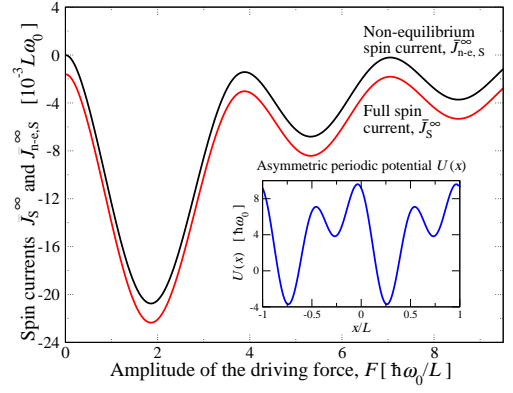 Non-equilibrium
spin current, J̄ₙ₋ₑ,S^∞
Full spin
current, J̄_S^∞
Spin currents J̄_S^∞ and J̄ₙ₋ₑ,S^∞ [10⁻³ Lω₀]
0
-4
-8
-12
-16
-20
-24
Asymmetric periodic potential U(x)
U(x) [ħω₀]
8
4
0
-4
-1
-0.5
0
0.5
1
x/L
0
2
4
6
8
Amplitude of the driving force, F[ħω₀/L]